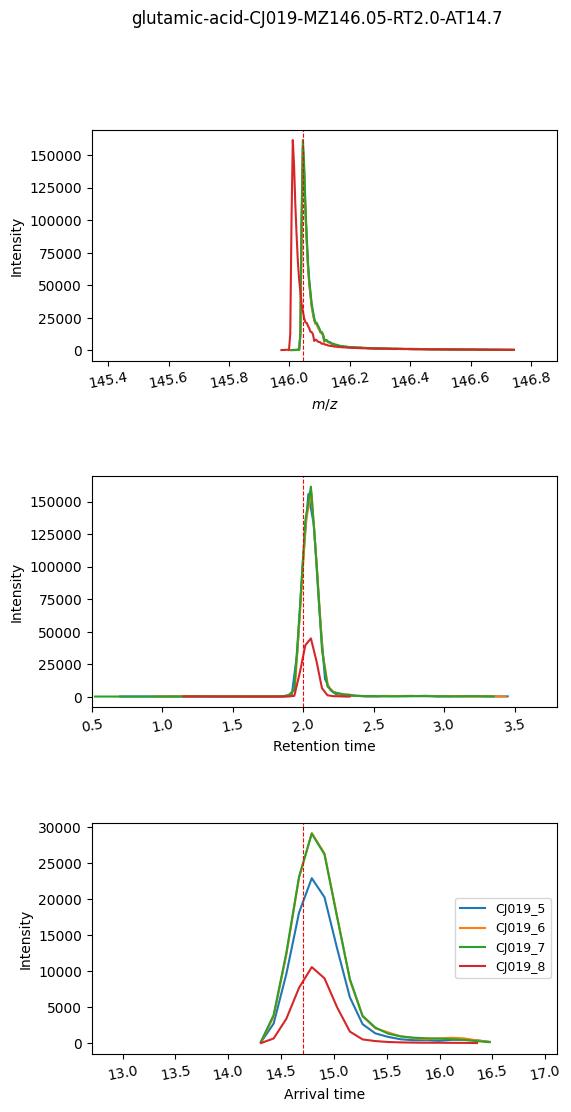 glutamic-acid-CJ019-MZ146.05-RT2.0-AT14.7
150000
125000
100000
75000
50000
25000
0
Intensity
145.4 145.6 145.8 146.0 146.2 146.4 146.6 146.8
m/z
150000
125000
100000
75000
50000
25000
0
Intensity
0.5 1.0 1.5 2.0 2.5 3.0 3.5
Retention time
30000
25000
20000
15000
10000
5000
0
Intensity
CJ019_5
CJ019_6
CJ019_7
CJ019_8
13.0 13.5 14.0 14.5 15.0 15.5 16.0 16.5 17.0
Arrival time